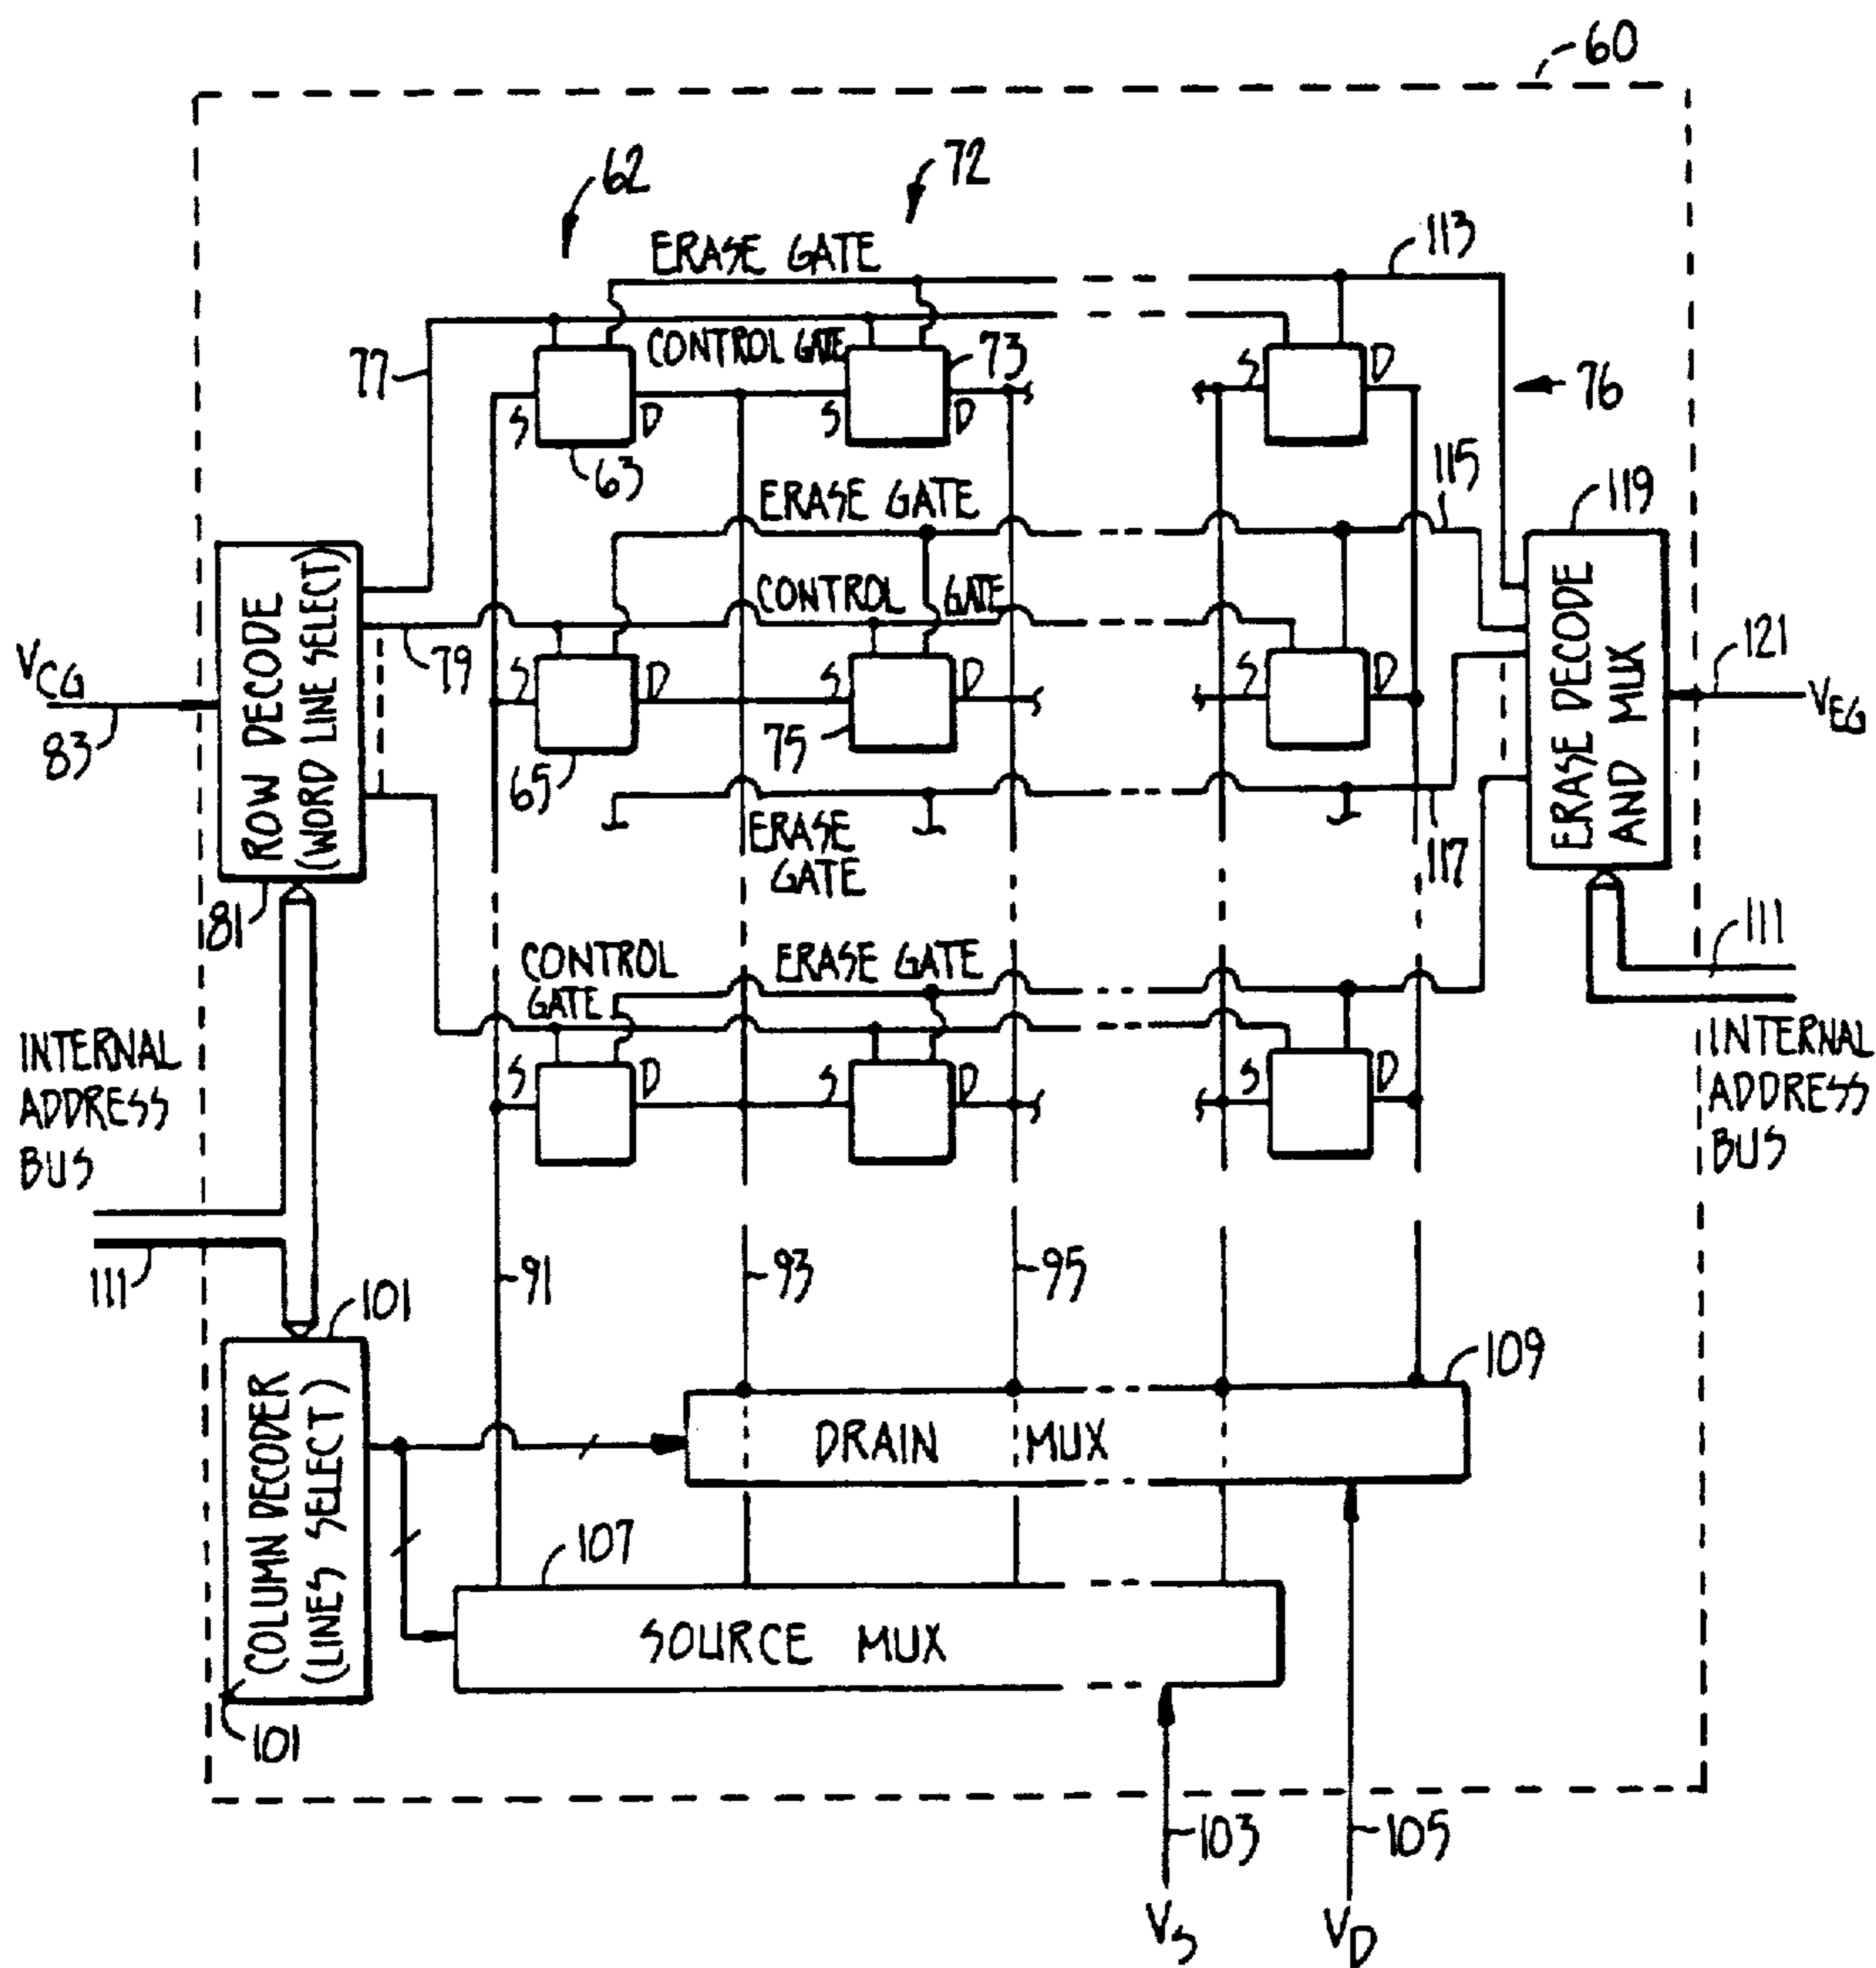 60
62
72
ERASE GATE
113
77
CONTROL GATE
73
S
D
S
D
S
D
76
63
ERASE GATE
115
119
ROW DECODE
(WORD LINE SELECT)
CONTROL GATE
ERASE DECODE
AND MUX
VCG
83
79
S
D
S
D
S
D
121
VEG
65
75
ERASE
GATE
117
81
111
CONTROL
GATE
ERASE GATE
INTERNAL
ADDRESS
BUS
S
D
S
D
S
D
INTERNAL
ADDRESS
BUS
111
91
93
95
101
109
COLUMN DECODER
(LINES SELECT)
DRAIN MUX
107
SOURCE MUX
101
103
105
VS
VD